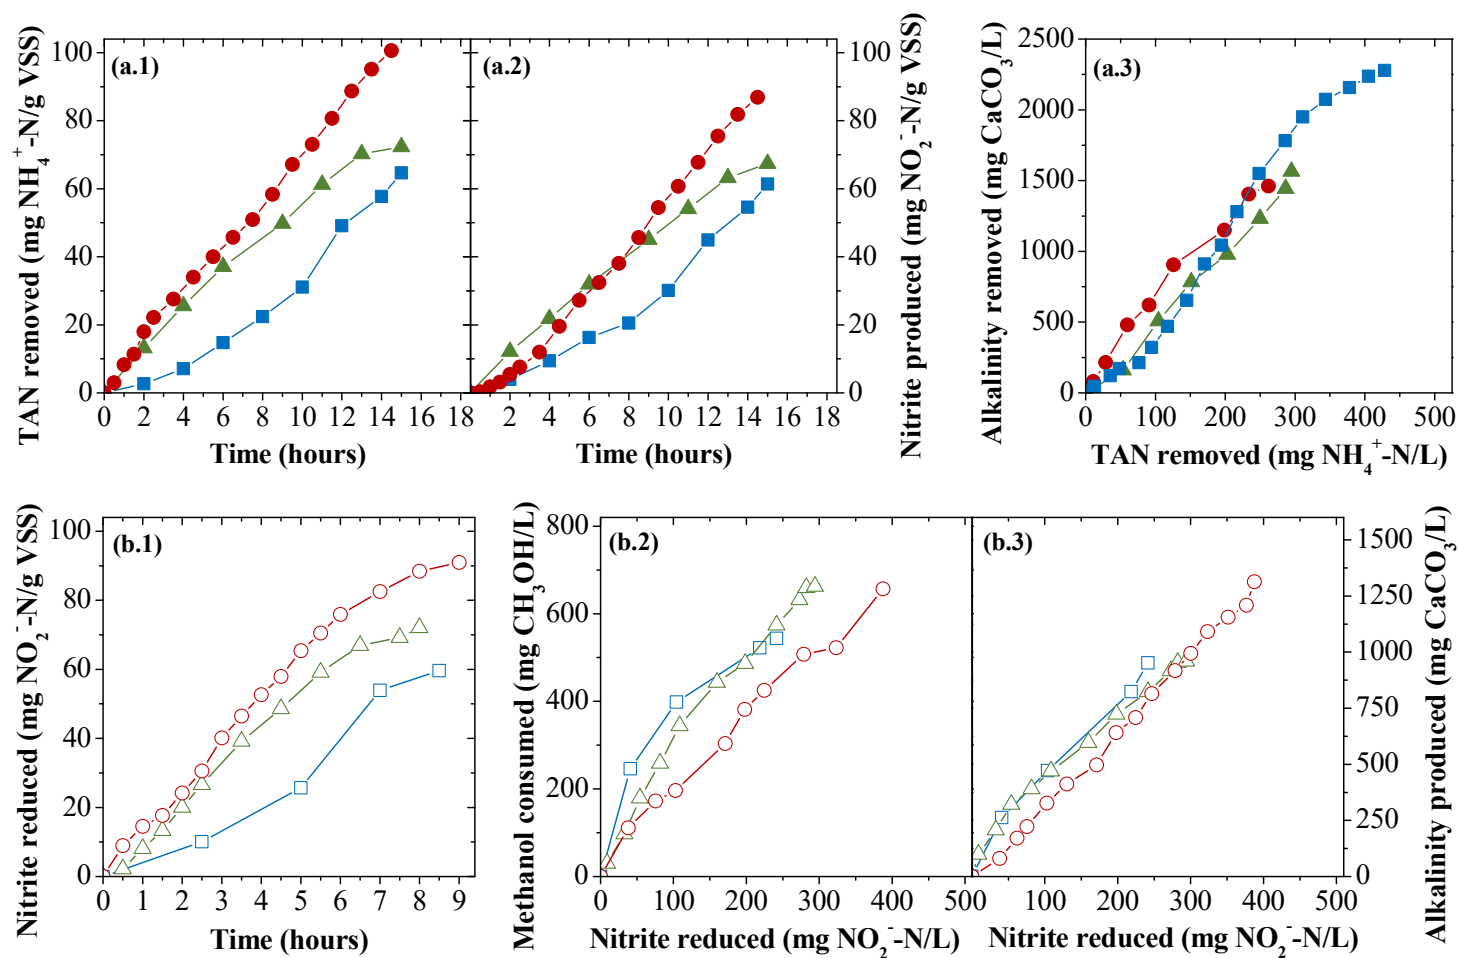 (a.1)
TAN removed (mg NH₄⁺-N/g VSS)
100
80
60
40
20
0
0 2 4 6 8 10 12 14 16
Time (hours)
(a.2)
Nitrite produced (mg NO₂⁻-N/g VSS)
100
80
60
40
20
0
2 4 6 8 10 12 14 16 18
Time (hours)
(a.3)
Alkalinity removed (mg CaCO₃/L)
2500
2000
1500
1000
500
0
0 100 200 300 400 500
TAN removed (mg NH₄⁺-N/L)
(b.1)
Nitrite reduced (mg NO₂⁻-N/g VSS)
100
80
60
40
20
0
0 1 2 3 4 5 6 7 8 9
Time (hours)
(b.2)
Methanol consumed (mg CH₃OH/L)
800
600
400
200
0
0 100 200 300 400 500
Nitrite reduced (mg NO₂⁻-N/L)
(b.3)
Alkalinity produced (mg CaCO₃/L)
1500
1250
1000
750
500
250
0
100 200 300 400 500
Nitrite reduced (mg NO₂⁻-N/L)